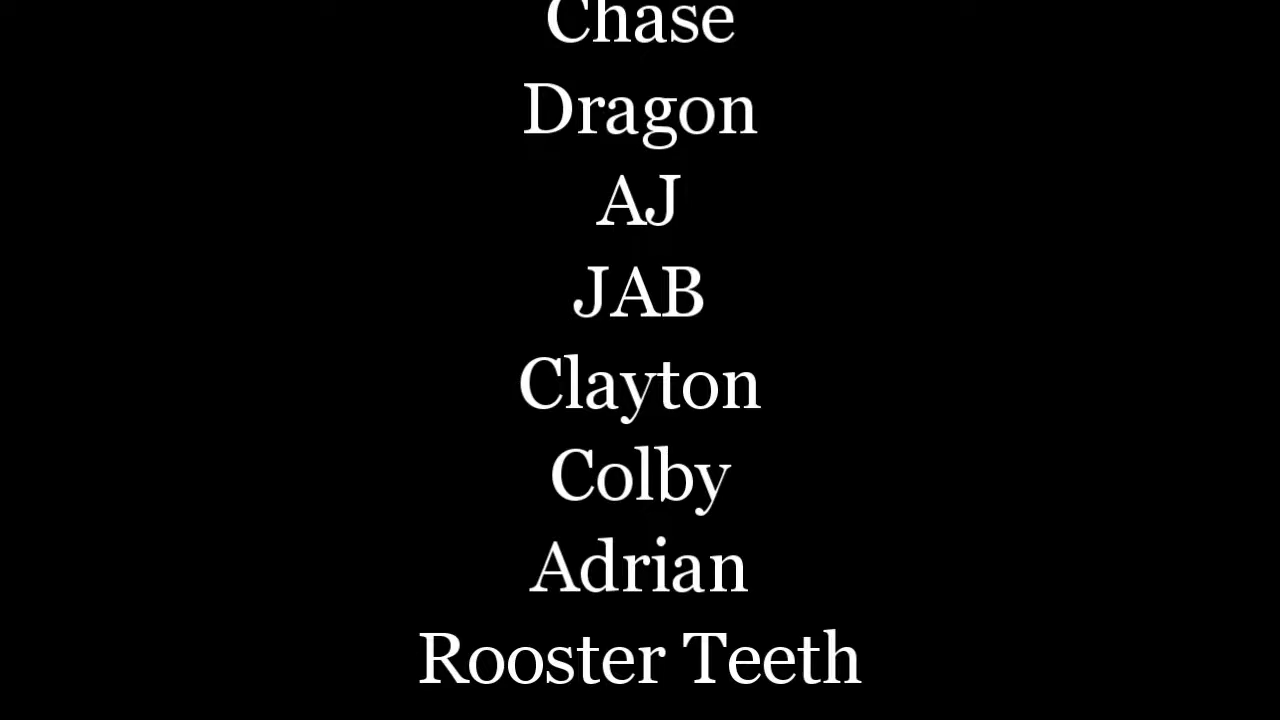 Chase
Dragon
AJ
JAB
Clayton
Colby
Adrian
Rooster Teeth